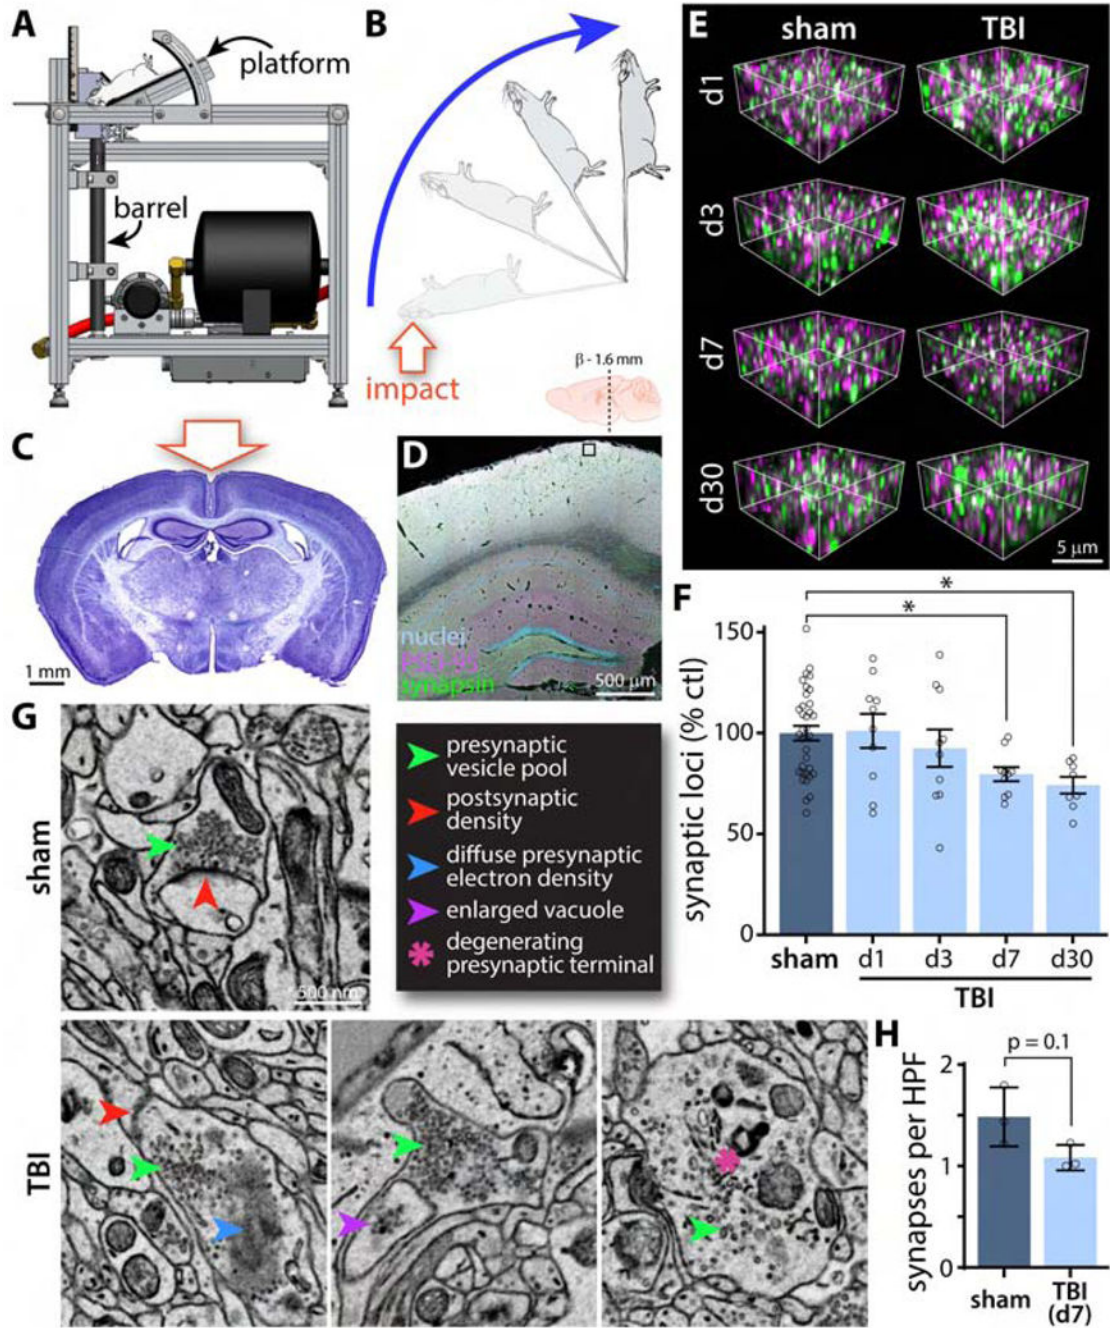 A
platform
barrel
B
impact
β - 1.6 mm
C
1 mm
D
nuclei
PSD-95
synapsin
500 μm
E
sham
TBI
d1
d3
d7
d30
5 μm
F
synaptic loci (% ctl)
150
100
50
0
*
*
sham
d1
d3
d7
d30
TBI
G
sham
500 nm
TBI
presynaptic
vesicle pool
postsynaptic
density
diffuse presynaptic
electron density
enlarged vacuole
degenerating
presynaptic terminal
H
p = 0.1
synapses per HPF
2
1
0
sham
TBI
(d7)